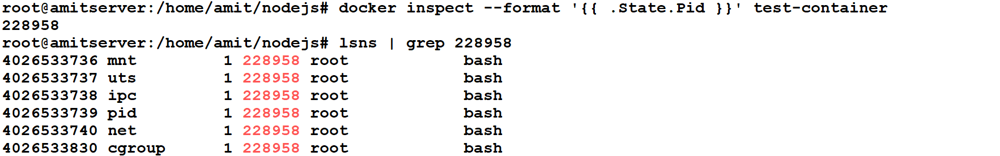 root@amitserver:/home/amit/nodejs# docker inspect --format '{{ .State.Pid }}' test-container
228958
root@amitserver:/home/amit/nodejs# lsns | grep 228958
4026533736 mnt         1 228958 root            bash
4026533737 uts         1 228958 root            bash
4026533738 ipc         1 228958 root            bash
4026533739 pid         1 228958 root            bash
4026533740 net         1 228958 root            bash
4026533830 cgroup      1 228958 root            bash